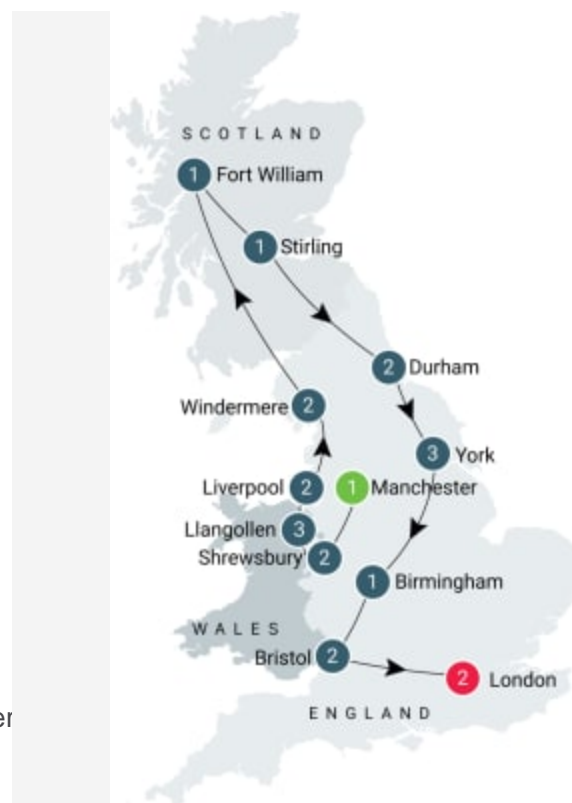 SCOTLAND
1 Fort William
1 Stirling
2 Durham
Windermere 2
3 York
Liverpool 2
1 Manchester
Llangollen 3
Shrewsbury 2
1 Birmingham
WALES
Bristol 2
2 London
ENGLAND
er